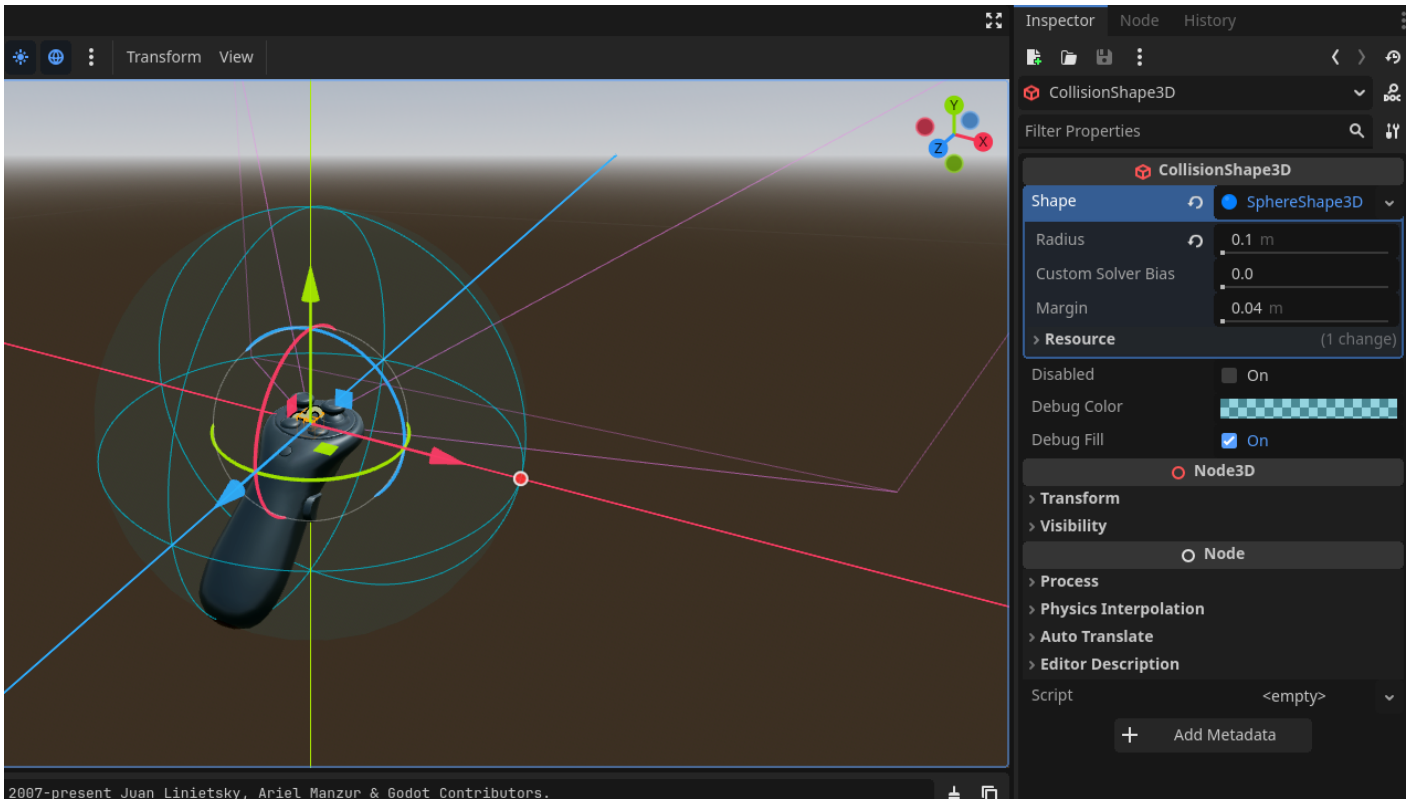 Inspector Node History
Transform View
CollisionShape3D
DOC
Filter Properties
Y
X
Z
CollisionShape3D
Shape SphereShape3D
Radius 0.1 m
Custom Solver Bias 0.0
Margin 0.04 m
Resource (1 change)
Disabled On
Debug Color
Debug Fill On
Node3D
Transform
Visibility
Node
Process
Physics Interpolation
Auto Translate
Editor Description
Script <empty>
Add Metadata
2007-present Juan Linietsky, Ariel Manzur & Godot Contributors.